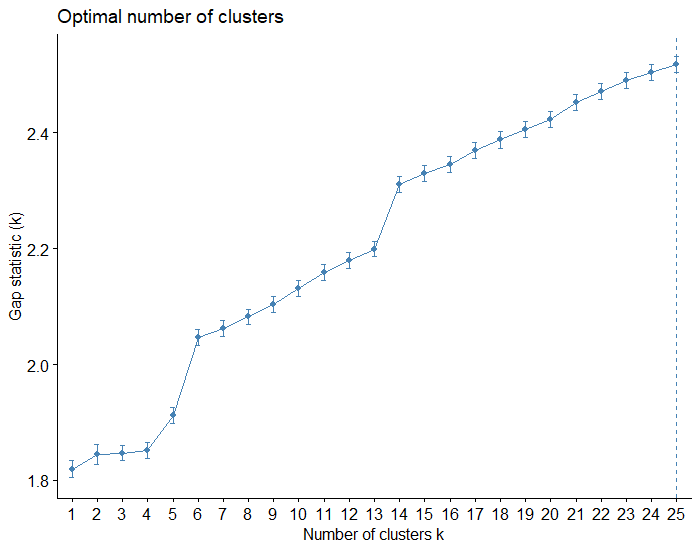 Optimal number of clusters
Gap statistic (k)
2.4
2.2
2.0
1.8
1 2 3 4 5 6 7 8 9 10 11 12 13 14 15 16 17 18 19 20 21 22 23 24 25
Number of clusters k